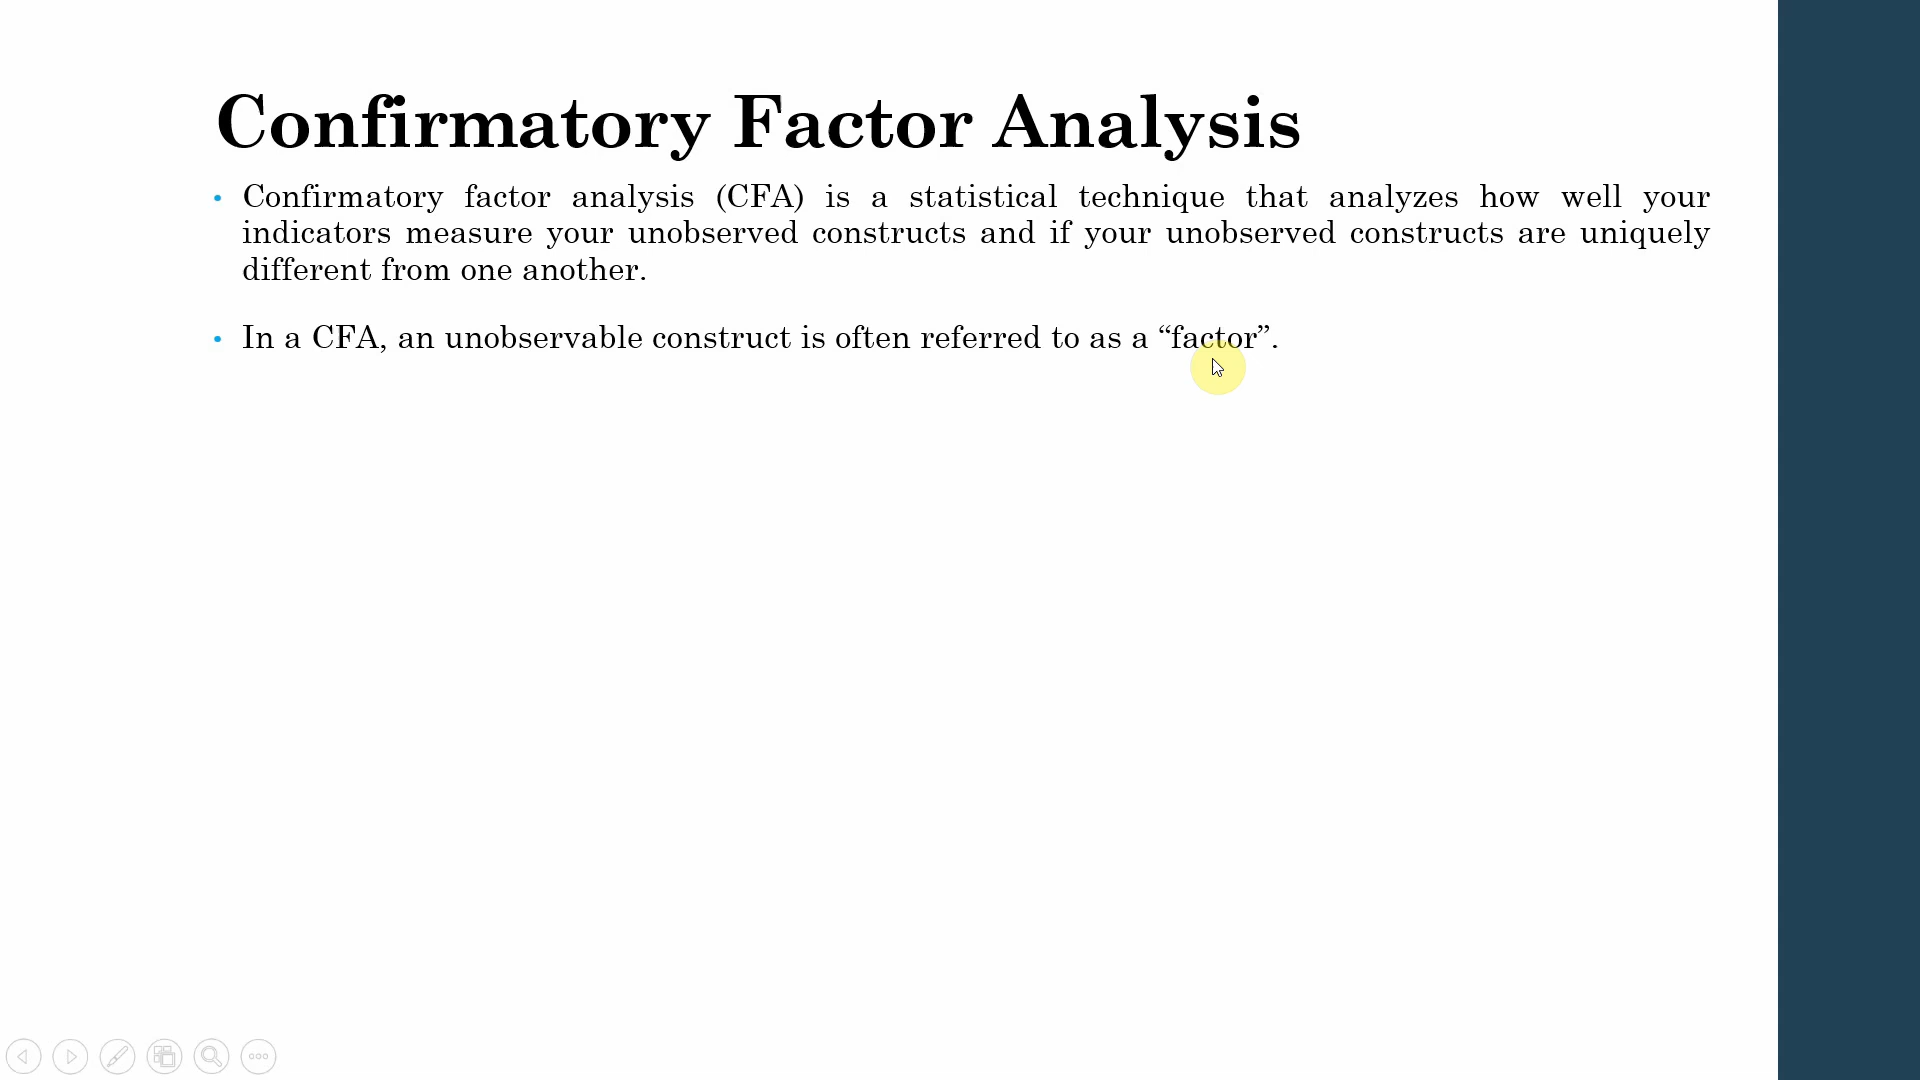 Confirmatory Factor Analysis
• Confirmatory factor analysis (CFA) is a statistical technique that analyzes how well your
indicators measure your unobserved constructs and if your unobserved constructs are uniquely
different from one another.
• In a CFA, an unobservable construct is often referred to as a “factor”.